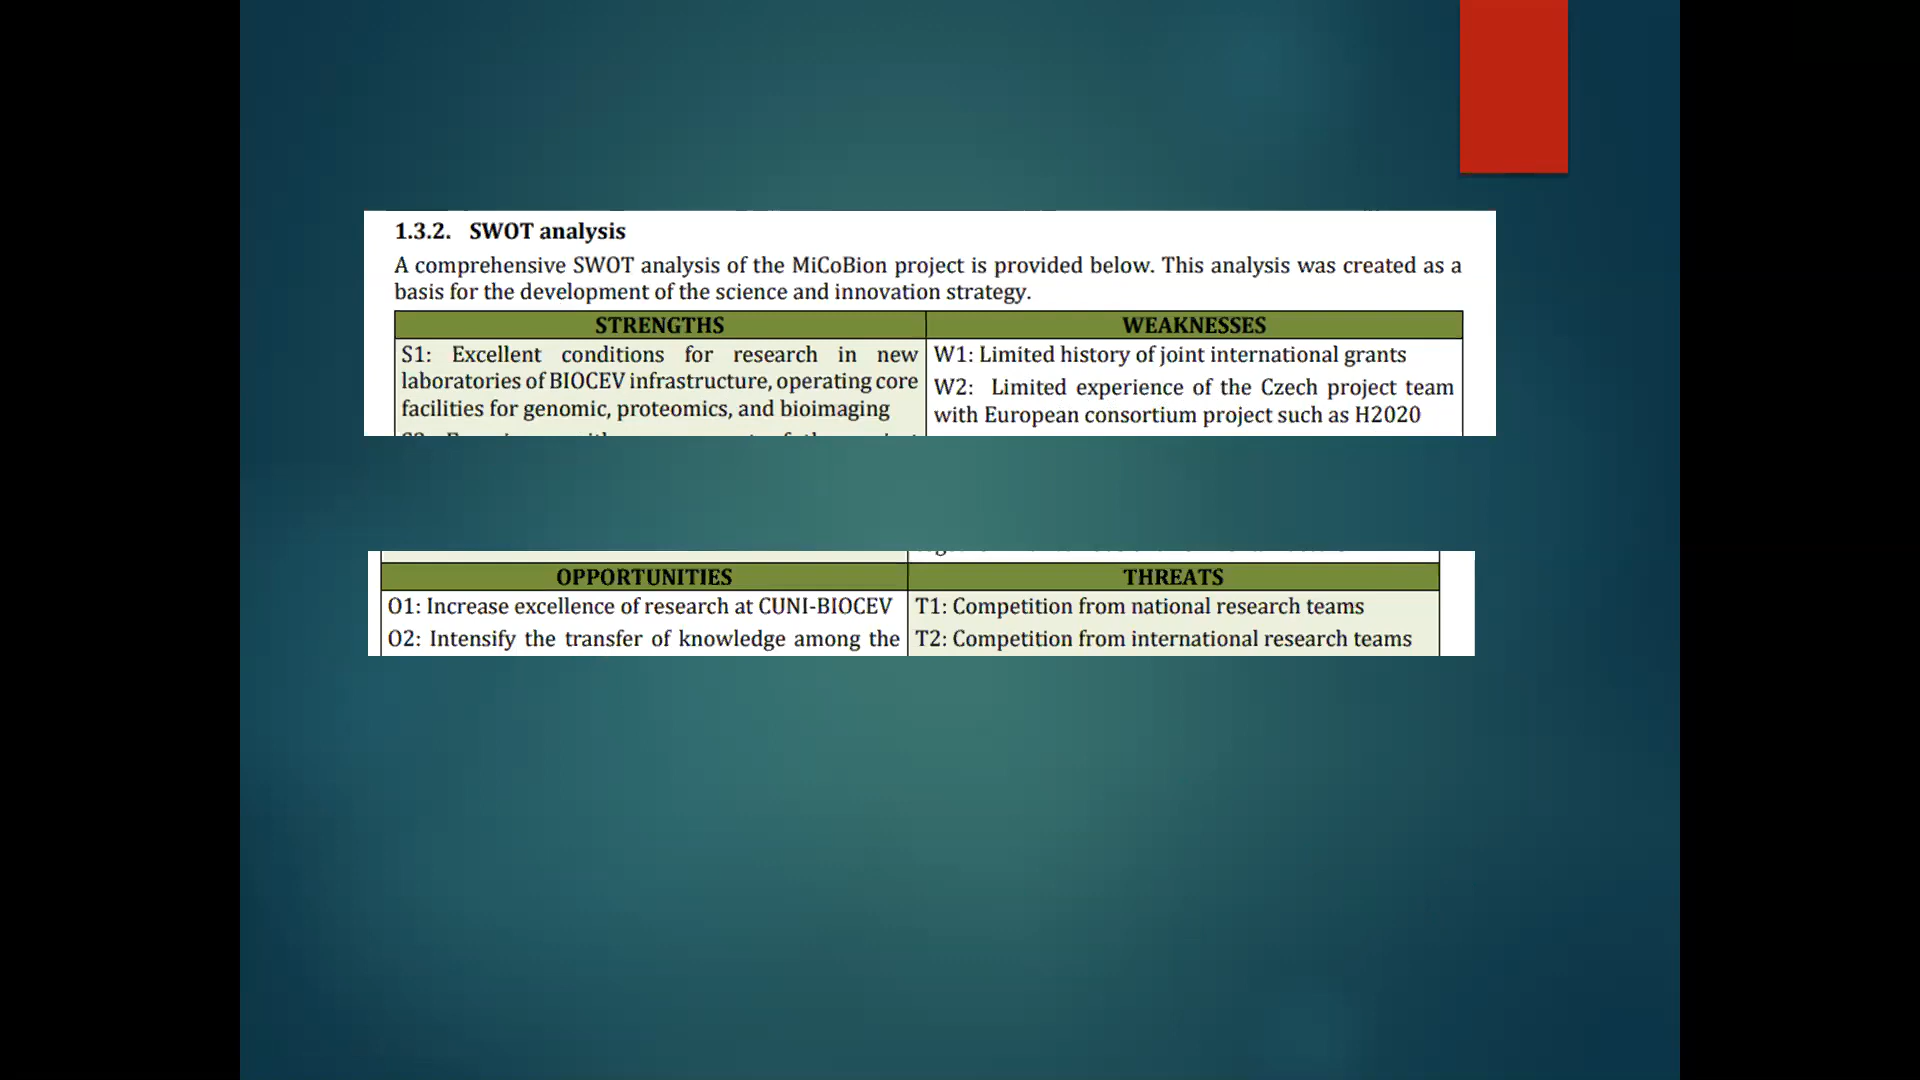 1.3.2. SWOT analysis
A comprehensive SWOT analysis of the MiCoBion project is provided below. This analysis was created as a
basis for the development of the science and innovation strategy.
STRENGTHS
WEAKNESSES
S1: Excellent conditions for research in new
laboratories of BIOCEV infrastructure, operating core
facilities for genomic, proteomics, and bioimaging
W1: Limited history of joint international grants
W2: Limited experience of the Czech project team
with European consortium project such as H2020
OPPORTUNITIES
THREATS
O1: Increase excellence of research at CUNI-BIOCEV
O2: Intensify the transfer of knowledge among the
T1: Competition from national research teams
T2: Competition from international research teams